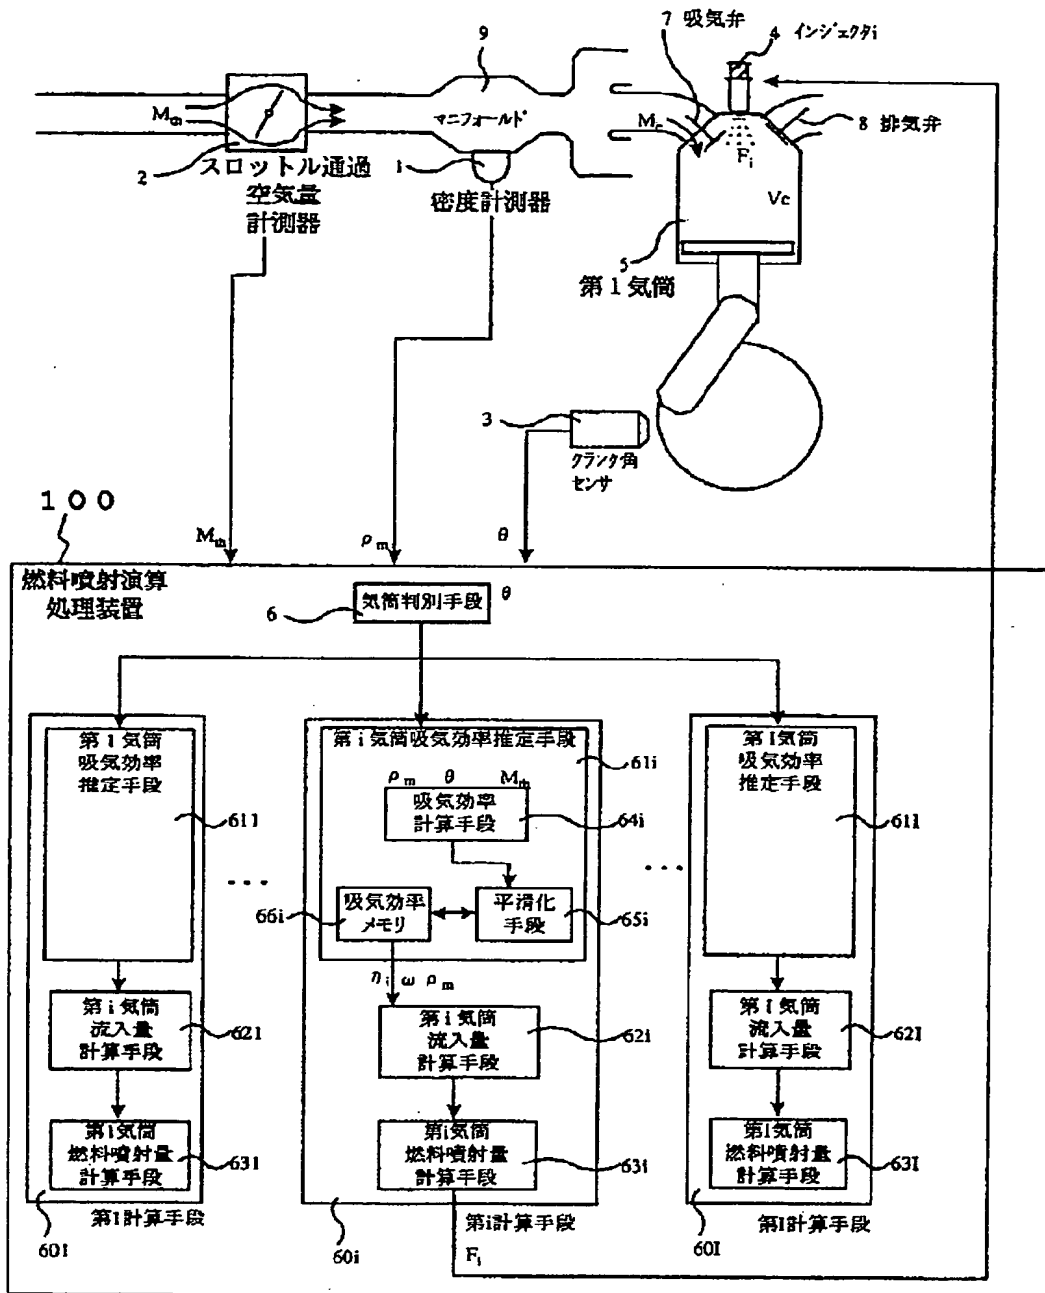 7 吸気弁
4 インジェクタi
9
Mth
マニフォールド
Mc
8 排気弁
Fi
2
スロットル通過
空気量
計測器
1
密度計測器
Vc
5
第1気筒
3
クランク角
センサ
100
Mth
ρm
θ
燃料噴射演算
処理装置
気筒判別手段
θ
6
第1気筒
吸気効率
推定手段
611
第i気筒吸気効率推定手段
61i
ρm θ Mth
吸気効率
計算手段
64i
第I気筒
吸気効率
推定手段
61I
...
...
66i
吸気効率
メモリ
平滑化
手段
65i
ηi ω ρm
第i気筒
流入量
計算手段
621
第i気筒
流入量
計算手段
62i
第I気筒
流入量
計算手段
62I
第1気筒
燃料噴射量
計算手段
631
第i気筒
燃料噴射量
計算手段
63i
第I気筒
燃料噴射量
計算手段
63I
第1計算手段
601
第i計算手段
60i
第I計算手段
60I
Fi